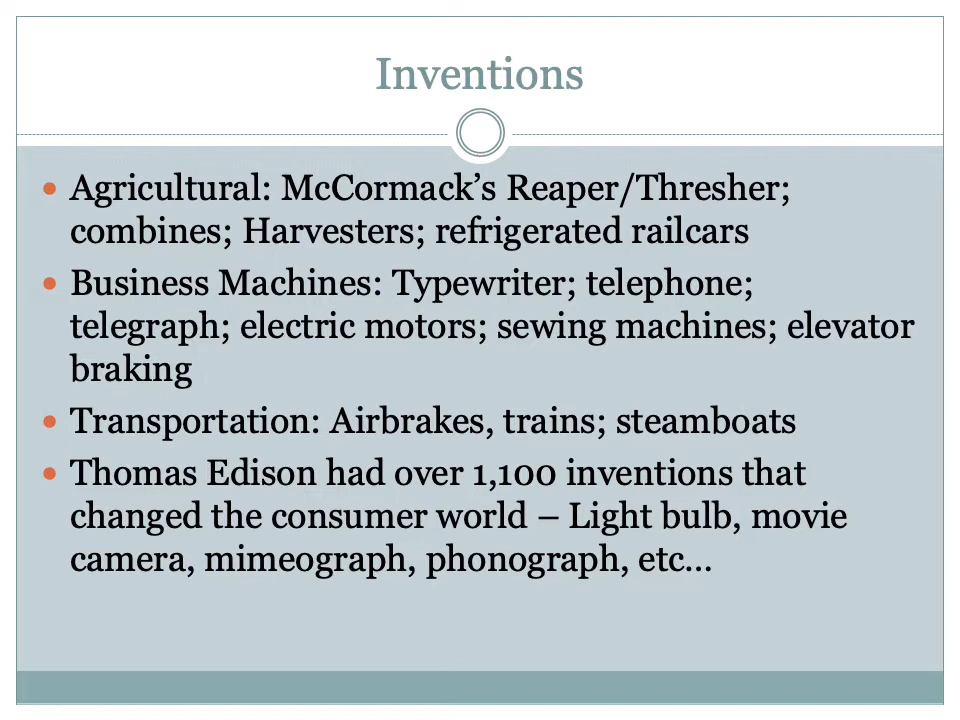 Inventions
• Agricultural: McCormack’s Reaper/Thresher;
combines; Harvesters; refrigerated railcars
• Business Machines: Typewriter; telephone;
telegraph; electric motors; sewing machines; elevator
braking
• Transportation: Airbrakes, trains; steamboats
• Thomas Edison had over 1,100 inventions that
changed the consumer world – Light bulb, movie
camera, mimeograph, phonograph, etc…